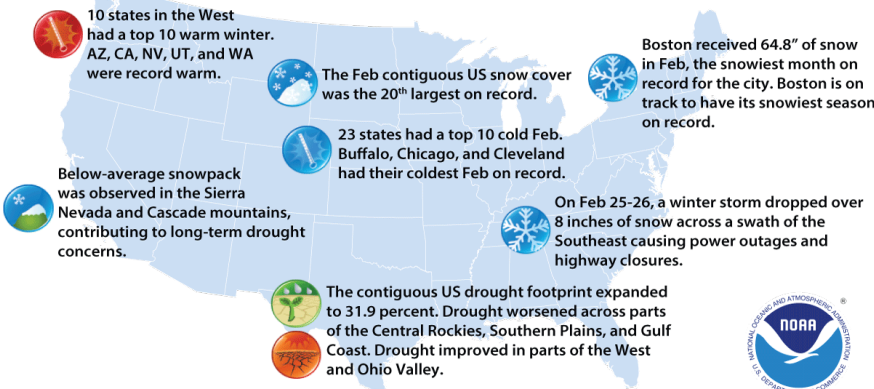 10 states in the West
had a top 10 warm winter.
AZ, CA, NV, UT, and WA
were record warm.
The Feb contiguous US snow cover
was the 20th largest on record.
Boston received 64.8” of snow
in Feb, the snowiest month on
record for the city. Boston is on
track to have its snowiest season
on record.
23 states had a top 10 cold Feb.
Buffalo, Chicago, and Cleveland
had their coldest Feb on record.
Below-average snowpack
was observed in the Sierra
Nevada and Cascade mountains,
contributing to long-term drought
concerns.
On Feb 25-26, a winter storm dropped over
8 inches of snow across a swath of the
Southeast causing power outages and
highway closures.
The contiguous US drought footprint expanded
to 31.9 percent. Drought worsened across parts
of the Central Rockies, Southern Plains, and Gulf
Coast. Drought improved in parts of the West
and Ohio Valley.
NATIONAL OCEANIC AND ATMOSPHERIC ADMINISTRATION
®
NOAA